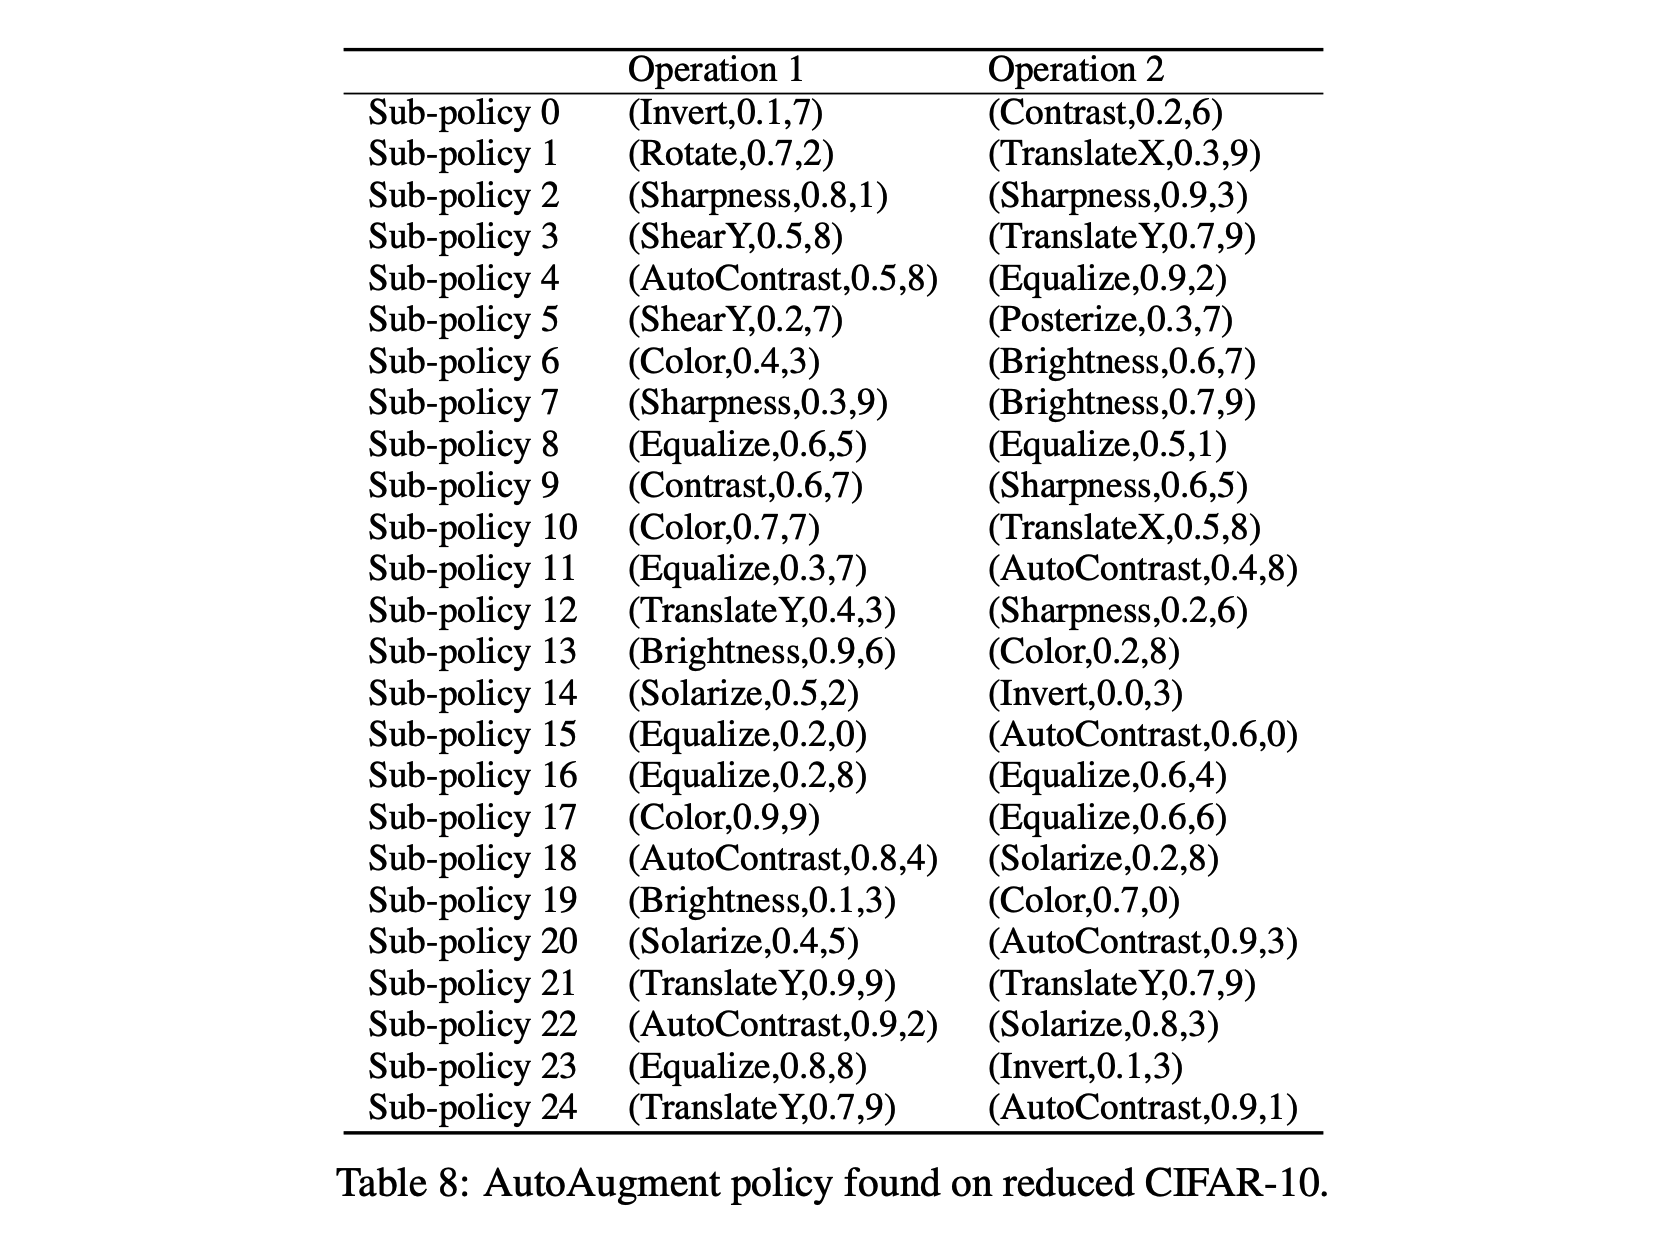 Operation 1 Operation 2
Sub-policy 0 (Invert,0.1,7) (Contrast,0.2,6)
Sub-policy 1 (Rotate,0.7,2) (TranslateX,0.3,9)
Sub-policy 2 (Sharpness,0.8,1) (Sharpness,0.9,3)
Sub-policy 3 (ShearY,0.5,8) (TranslateY,0.7,9)
Sub-policy 4 (AutoContrast,0.5,8) (Equalize,0.9,2)
Sub-policy 5 (ShearY,0.2,7) (Posterize,0.3,7)
Sub-policy 6 (Color,0.4,3) (Brightness,0.6,7)
Sub-policy 7 (Sharpness,0.3,9) (Brightness,0.7,9)
Sub-policy 8 (Equalize,0.6,5) (Equalize,0.5,1)
Sub-policy 9 (Contrast,0.6,7) (Sharpness,0.6,5)
Sub-policy 10 (Color,0.7,7) (TranslateX,0.5,8)
Sub-policy 11 (Equalize,0.3,7) (AutoContrast,0.4,8)
Sub-policy 12 (TranslateY,0.4,3) (Sharpness,0.2,6)
Sub-policy 13 (Brightness,0.9,6) (Color,0.2,8)
Sub-policy 14 (Solarize,0.5,2) (Invert,0.0,3)
Sub-policy 15 (Equalize,0.2,0) (AutoContrast,0.6,0)
Sub-policy 16 (Equalize,0.2,8) (Equalize,0.6,4)
Sub-policy 17 (Color,0.9,9) (Equalize,0.6,6)
Sub-policy 18 (AutoContrast,0.8,4) (Solarize,0.2,8)
Sub-policy 19 (Brightness,0.1,3) (Color,0.7,0)
Sub-policy 20 (Solarize,0.4,5) (AutoContrast,0.9,3)
Sub-policy 21 (TranslateY,0.9,9) (TranslateY,0.7,9)
Sub-policy 22 (AutoContrast,0.9,2) (Solarize,0.8,3)
Sub-policy 23 (Equalize,0.8,8) (Invert,0.1,3)
Sub-policy 24 (TranslateY,0.7,9) (AutoContrast,0.9,1)
Table 8: AutoAugment policy found on reduced CIFAR-10.